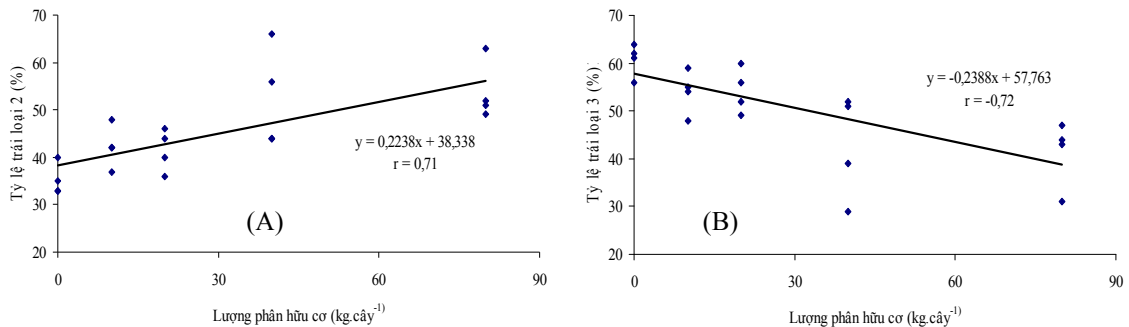 70
60
50
40
30
20
0
30
60
90
Tỷ lệ trái loại 2 (%)
y = 0,2238x + 38,338
r = 0,71
(A)
Lượng phân hữu cơ (kg.cây-1)
70
60
50
40
30
20
0
30
60
90
Tỷ lệ trái loại 3 (%)
y = -0,2388x + 57,763
r = -0,72
(B)
Lượng phân hữu cơ (kg.cây-1)